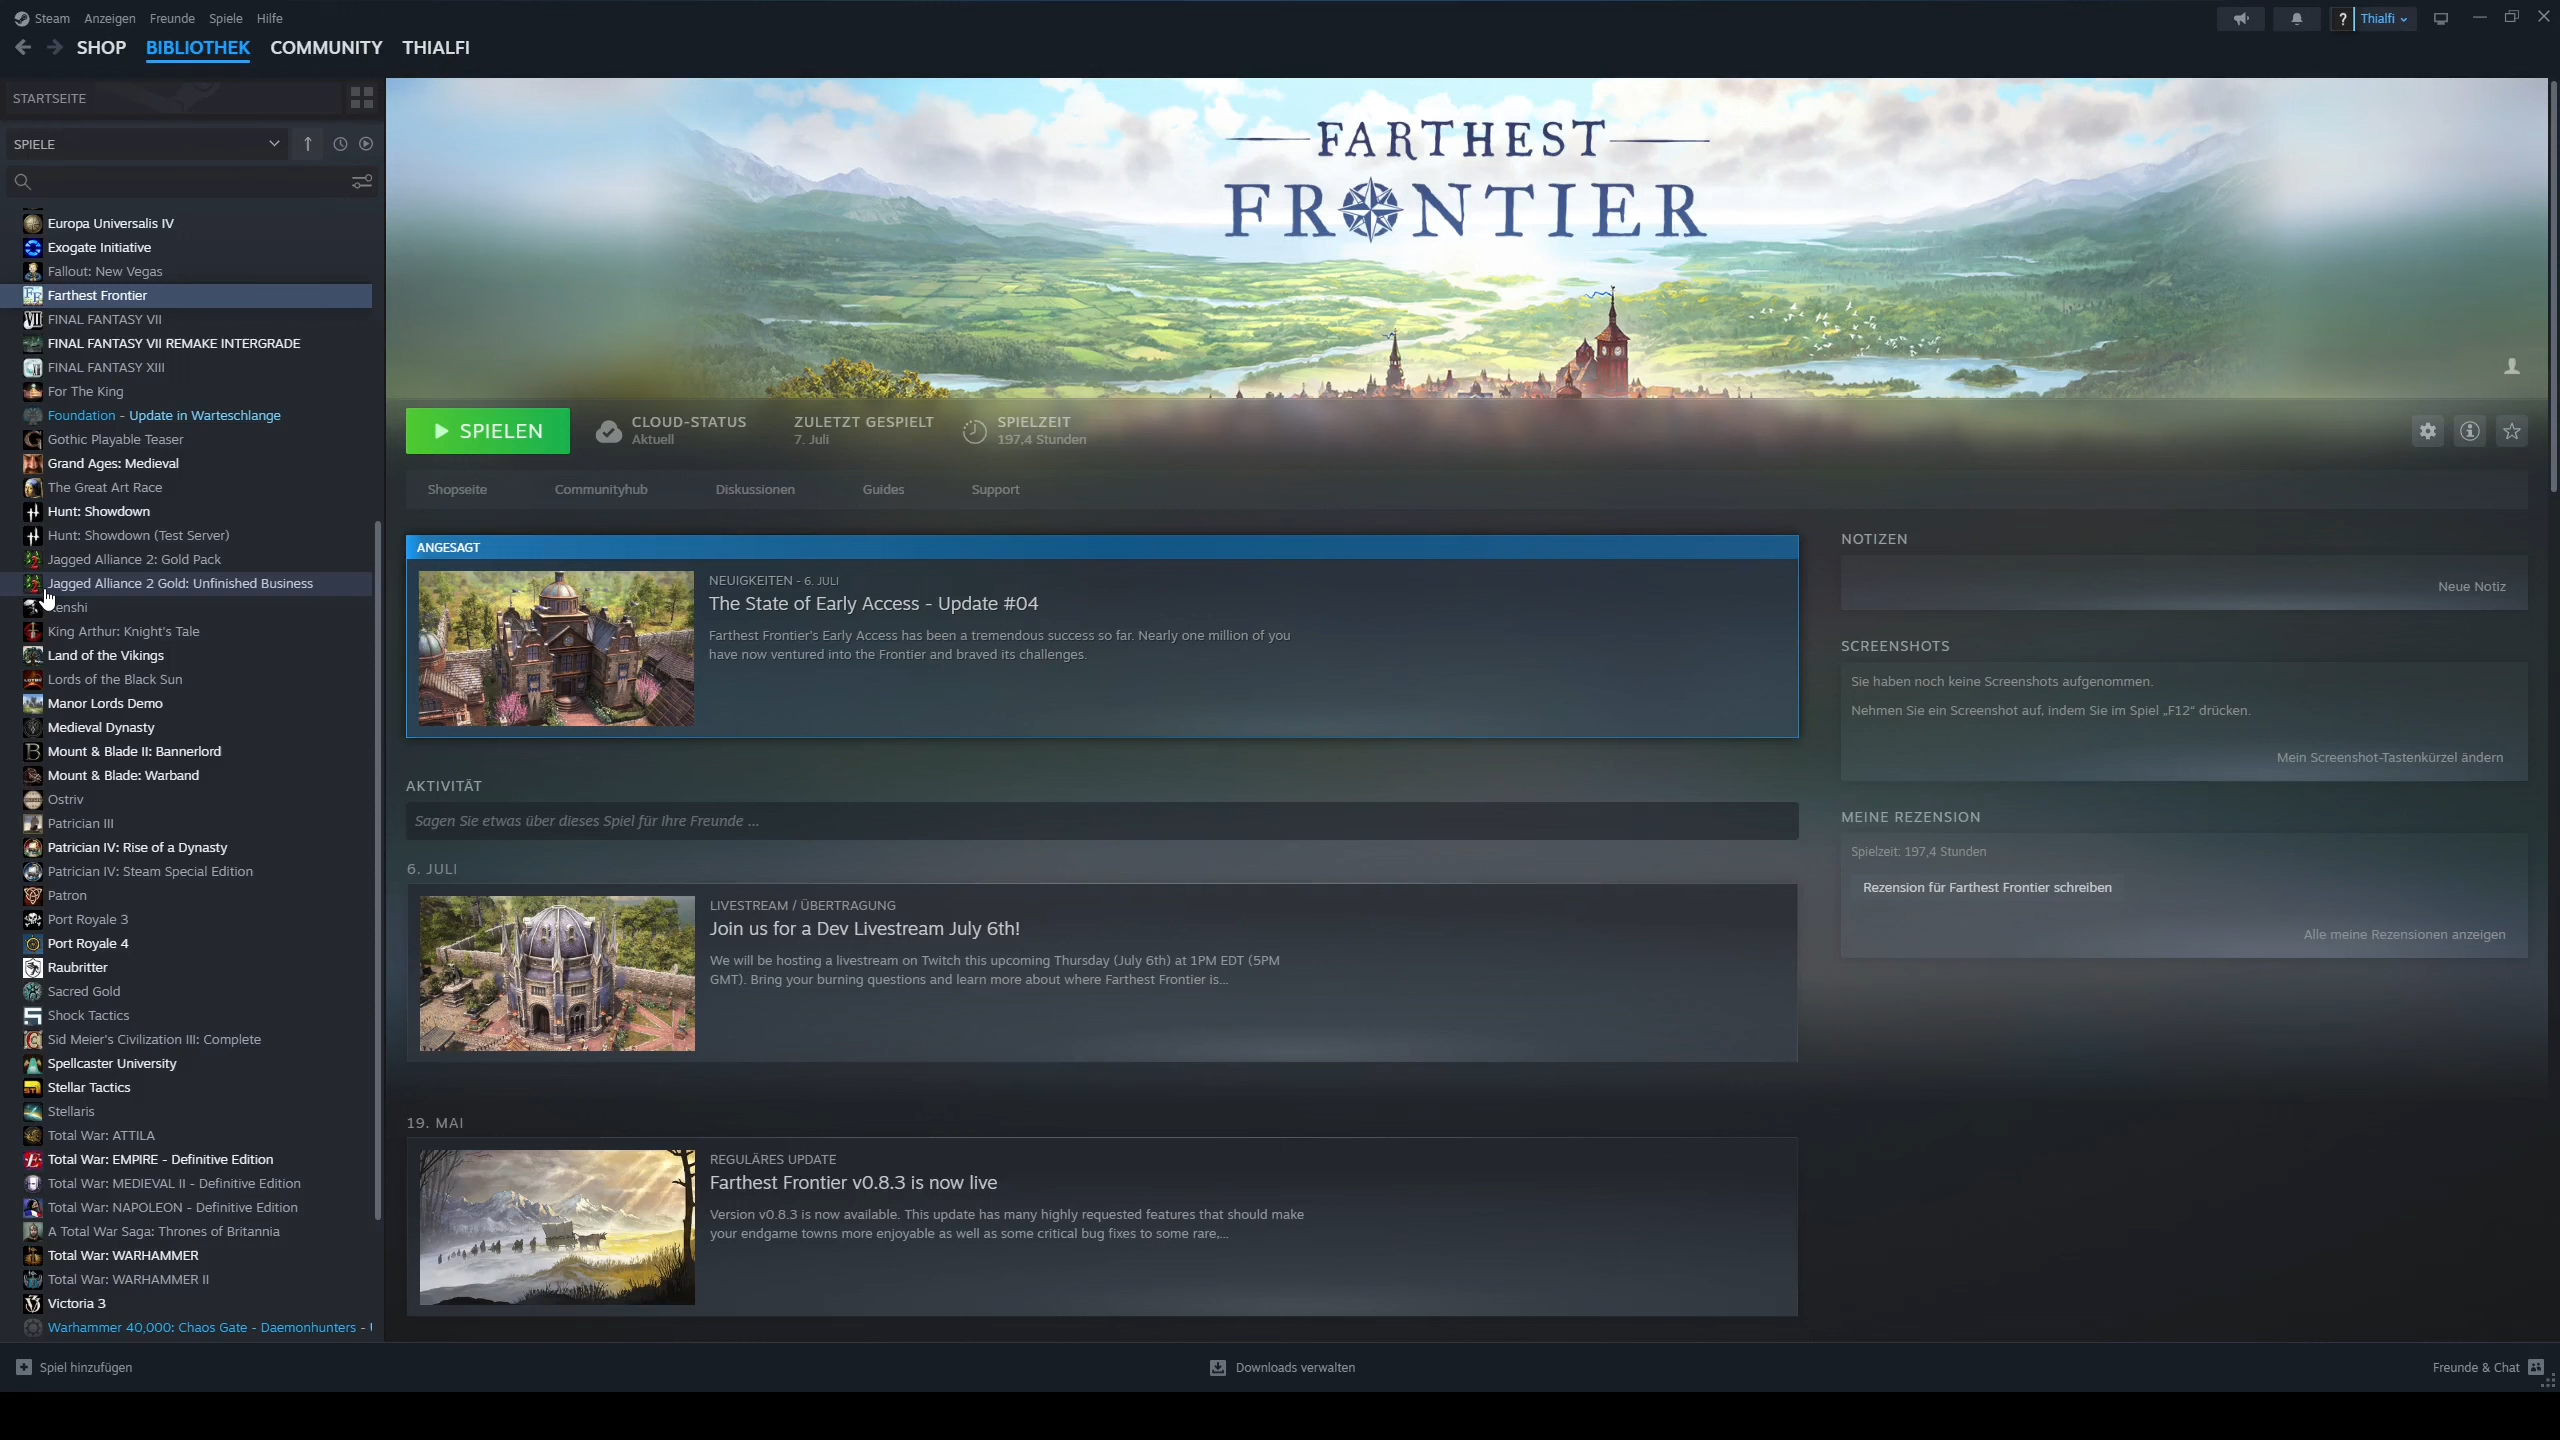 Steam Anzeigen Freunde Spiele Hilfe
? Thialfi
SHOP BIBLIOTHEK COMMUNITY THIALFI
STARTSEITE
SPIELE
Europa Universalis IV
Exogate Initiative
Fallout: New Vegas
Farthest Frontier
FINAL FANTASY VII
FINAL FANTASY VII REMAKE INTERGRADE
FINAL FANTASY XIII
For The King
Foundation - Update in Warteschlange
Gothic Playable Teaser
Grand Ages: Medieval
The Great Art Race
Hunt: Showdown
Hunt: Showdown (Test Server)
Jagged Alliance 2: Gold Pack
Jagged Alliance 2 Gold: Unfinished Business
enshi
King Arthur: Knight's Tale
Land of the Vikings
Lords of the Black Sun
Manor Lords Demo
Medieval Dynasty
Mount & Blade II: Bannerlord
Mount & Blade: Warband
Ostriv
Patrician III
Patrician IV: Rise of a Dynasty
Patrician IV: Steam Special Edition
Patron
Port Royale 3
Port Royale 4
Raubritter
Sacred Gold
Shock Tactics
Sid Meier's Civilization III: Complete
Spellcaster University
Stellar Tactics
Stellaris
Total War: ATTILA
Total War: EMPIRE - Definitive Edition
Total War: MEDIEVAL II - Definitive Edition
Total War: NAPOLEON - Definitive Edition
A Total War Saga: Thrones of Britannia
Total War: WARHAMMER
Total War: WARHAMMER II
Victoria 3
Warhammer 40,000: Chaos Gate - Daemonhunters -
FARTHEST
FRONTIER
SPIELEN
CLOUD-STATUS
Aktuell
ZULETZT GESPIELT
7. Juli
SPIELZEIT
197,4 Stunden
Shopseite Communityhub Diskussionen Guides Support
ANGESAGT
NEUIGKEITEN - 6. JULI
The State of Early Access - Update #04
Farthest Frontier's Early Access has been a tremendous success so far. Nearly one million of you
have now ventured into the Frontier and braved its challenges.
AKTIVITÄT
Sagen Sie etwas über dieses Spiel für Ihre Freunde ...
6. JULI
LIVESTREAM / ÜBERTRAGUNG
Join us for a Dev Livestream July 6th!
We will be hosting a livestream on Twitch this upcoming Thursday (July 6th) at 1PM EDT (5PM
GMT). Bring your burning questions and learn more about where Farthest Frontier is...
19. MAI
REGULÄRES UPDATE
Farthest Frontier v0.8.3 is now live
Version v0.8.3 is now available. This update has many highly requested features that should make
your endgame towns more enjoyable as well as some critical bug fixes to some rare,...
NOTIZEN
Neue Notiz
SCREENSHOTS
Sie haben noch keine Screenshots aufgenommen.
Nehmen Sie ein Screenshot auf, indem Sie im Spiel „F12“ drücken.
Mein Screenshot-Tastenkürzel ändern
MEINE REZENSION
Spielzeit: 197,4 Stunden
Rezension für Farthest Frontier schreiben
Alle meine Rezensionen anzeigen
Spiel hinzufügen
Downloads verwalten
Freunde & Chat